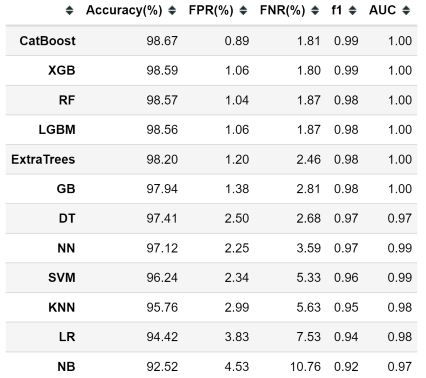 Accuracy(%) FPR(%) FNR(%) f1 AUC
CatBoost 98.67 0.89 1.81 0.99 1.00
XGB 98.59 1.06 1.80 0.99 1.00
RF 98.57 1.04 1.87 0.98 1.00
LGBM 98.56 1.06 1.87 0.98 1.00
ExtraTrees 98.20 1.20 2.46 0.98 1.00
GB 97.94 1.38 2.81 0.98 1.00
DT 97.41 2.50 2.68 0.97 0.97
NN 97.12 2.25 3.59 0.97 0.99
SVM 96.24 2.34 5.33 0.96 0.99
KNN 95.76 2.99 5.63 0.95 0.98
LR 94.42 3.83 7.53 0.94 0.98
NB 92.52 4.53 10.76 0.92 0.97